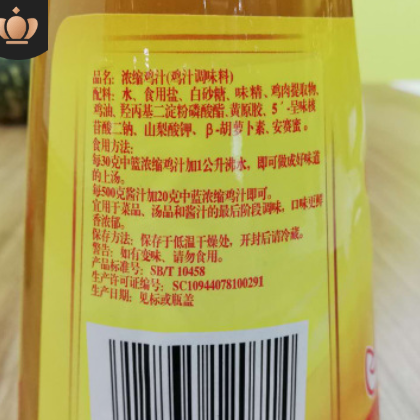 品名：浓缩鸡汁(鸡汁调味料)
配料：水、食用盐、白砂糖、味精、鸡肉提取物、
鸡油、羟丙基二淀粉磷酸酯、黄原胶、5′-呈味核
苷酸二钠、山梨酸钾、β-胡萝卜素、安赛蜜。
食用方法：
每30克中篮浓缩鸡汁加1公升沸水，即可做成好味道
的上汤。
每500克酱汁加20克中篮浓缩鸡汁即可。
宜用于菜品、汤品和酱汁的最后阶段调味，口味更鲜
香浓郁。
保存方法：保存于低温干燥处，开封后请冷藏。
警告：如有变味、请勿食用。
产品标准号：SB/T 10458
生产许可证编号：SC10944078100291
生产日期：见标或瓶盖